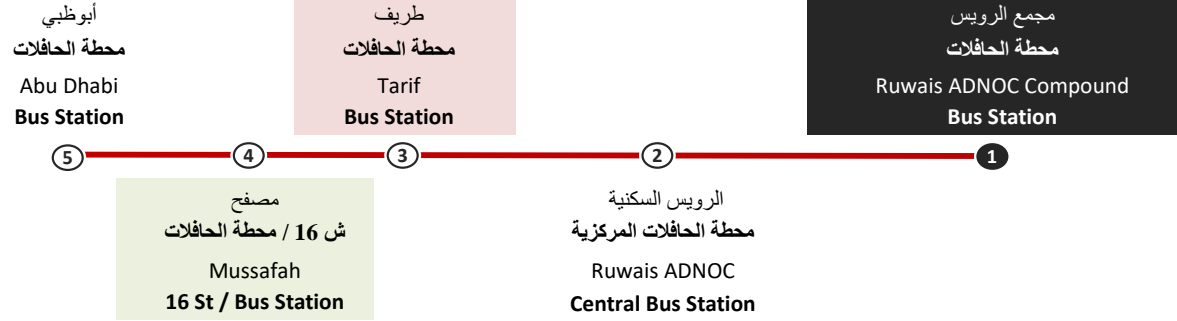 أبوظبي
محطة الحافلات
Abu Dhabi
Bus Station
طريف
محطة الحافلات
Tarif
Bus Station
مجمع الرويس
محطة الحافلات
Ruwais ADNOC Compound
Bus Station
5 4 3 2 1
مصفح
ش 16 / محطة الحافلات
Mussafah
16 St / Bus Station
الرويس السكنية
محطة الحافلات المركزية
Ruwais ADNOC
Central Bus Station